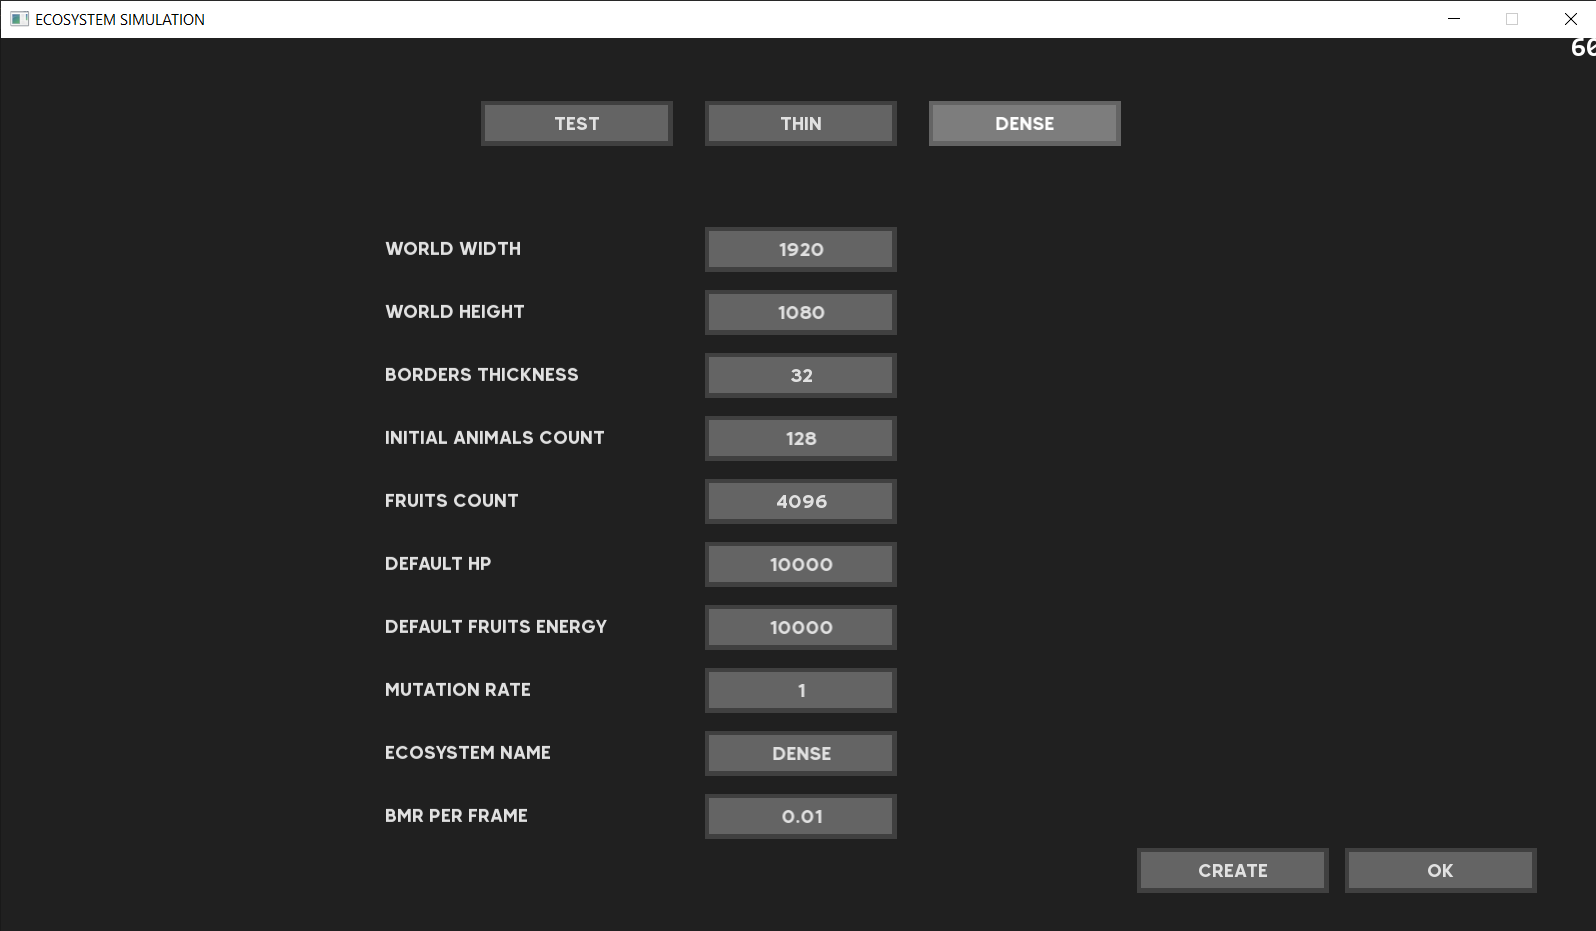 ECOSYSTEM SIMULATION
60
TEST THIN DENSE
WORLD WIDTH 1920
WORLD HEIGHT 1080
BORDERS THICKNESS 32
INITIAL ANIMALS COUNT 128
FRUITS COUNT 4096
DEFAULT HP 10000
DEFAULT FRUITS ENERGY 10000
MUTATION RATE 1
ECOSYSTEM NAME DENSE
BMR PER FRAME 0.01
CREATE OK